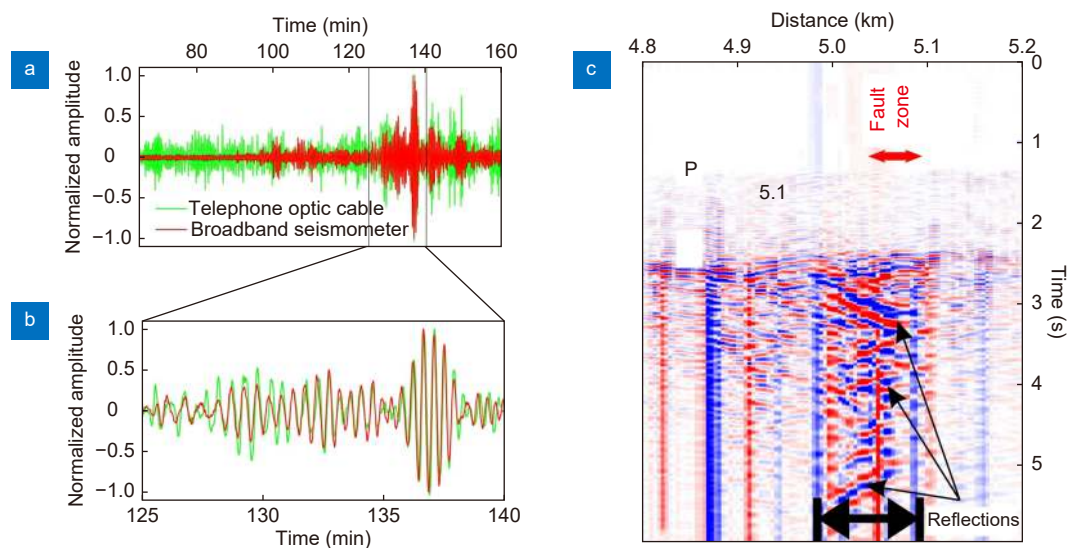 a
Time (min)
80 100 120 140 160
Normalized amplitude
1.0
0.5
0
−0.5
−1.0
Telephone optic cable
Broadband seismometer
b
Normalized amplitude
1.0
0.5
0
−0.5
−1.0
125 130 135 140
Time (min)
c
Distance (km)
4.8 4.9 5.0 5.1 5.2
Fault
zone
P
5.1
0
1
2
3
4
5
Time (s)
Reflections